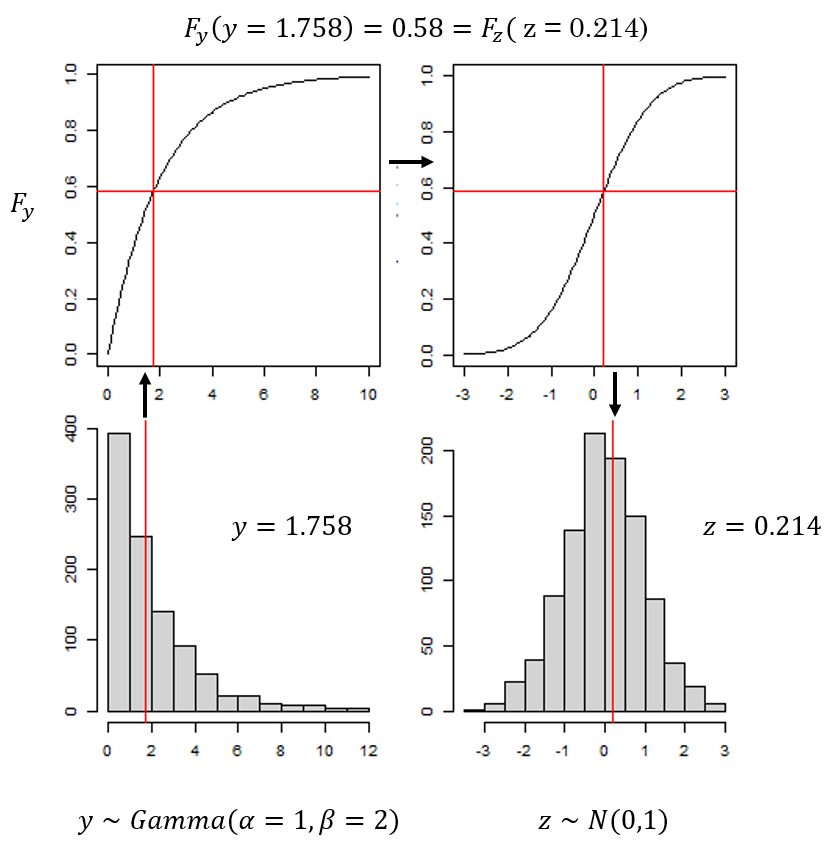 F_y(y = 1.758) = 0.58 = F_z( z = 0.214)
F_y
1.0
0.8
0.6
0.4
0.2
0.0
0 2 4 6 8 10
1.0
0.8
0.6
0.4
0.2
0.0
-3 -2 -1 0 1 2 3
400
300
200
100
0
0 2 4 6 8 10 12
y = 1.758
200
150
100
50
0
-3 -2 -1 0 1 2 3
z = 0.214
y ~ Gamma(α = 1, β = 2)
z ~ N(0,1)